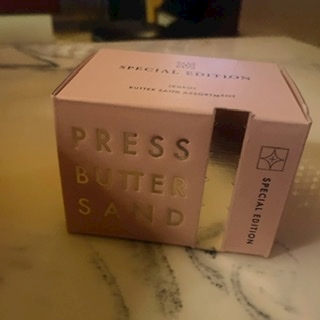 SPECIAL EDITION
BUTTER SAND ASSORTMENT
PRESS
BUTTER
SAND
SPECIAL EDITION